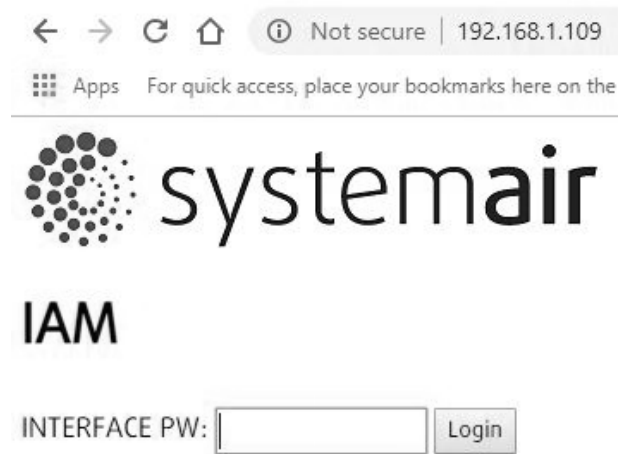 Not secure | 192.168.1.109
Apps For quick access, place your bookmarks here on the
systemair
IAM
INTERFACE PW: Login